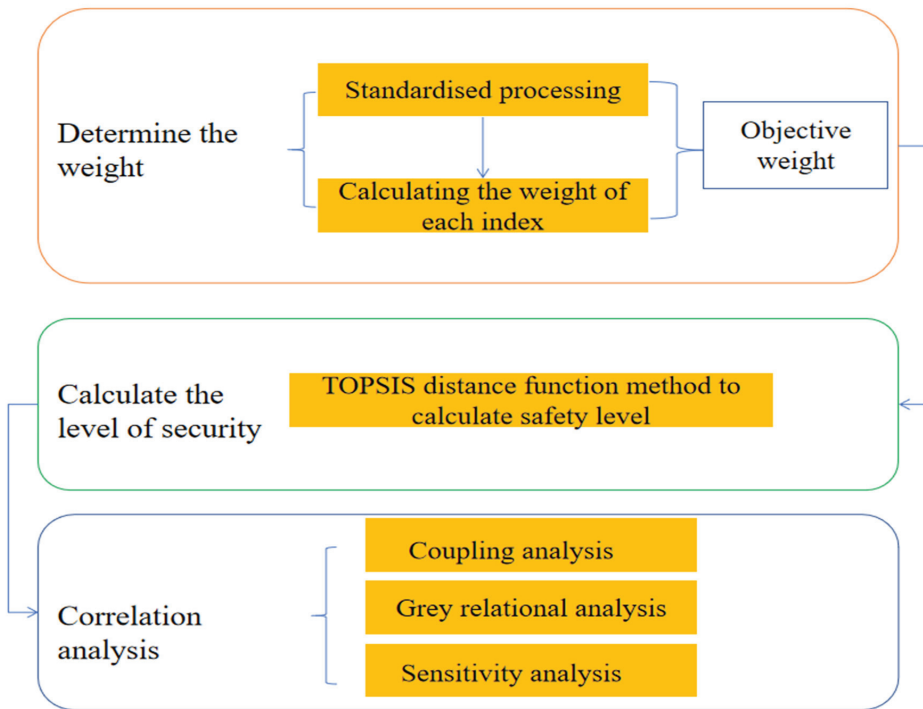 Determine the
weight
Standardised processing
Calculating the weight of
each index
Objective
weight
Calculate the
level of security
TOPSIS distance function method to
calculate safety level
Correlation
analysis
Coupling analysis
Grey relational analysis
Sensitivity analysis